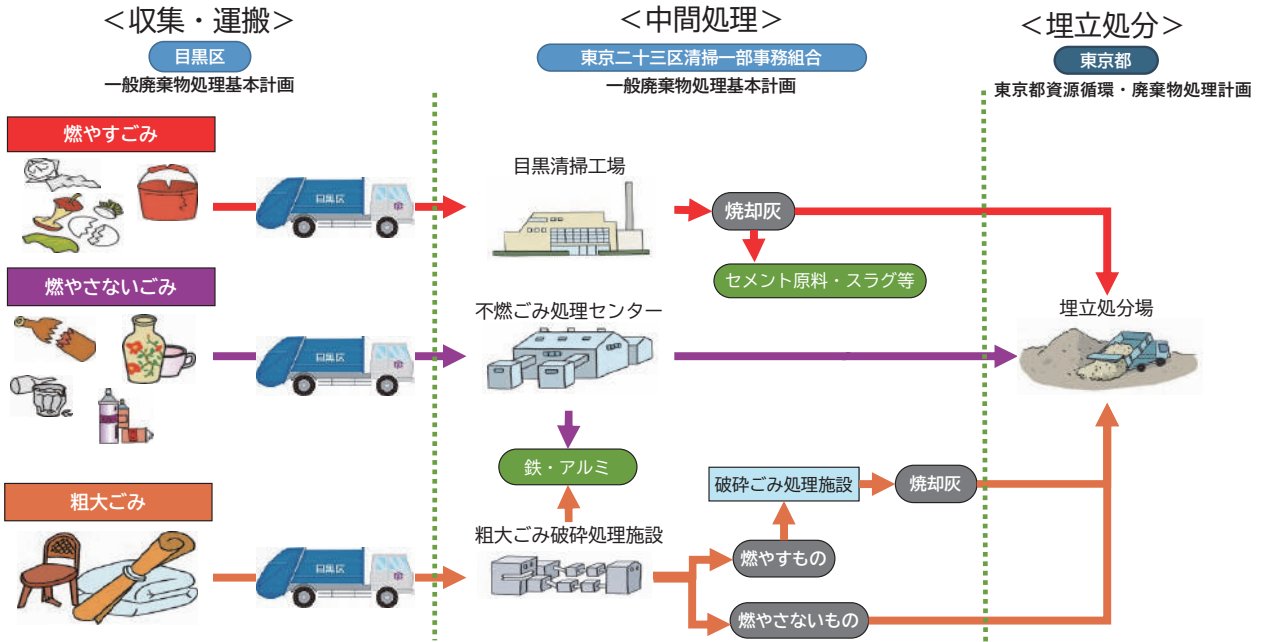 ＜収集・運搬＞
目黒区
一般廃棄物処理基本計画
＜中間処理＞
東京二十三区清掃一部事務組合
一般廃棄物処理基本計画
＜埋立処分＞
東京都
東京都資源循環・廃棄物処理計画
燃やすごみ
目黒区
目黒清掃工場
焼却灰
セメント原料・スラグ等
燃やさないごみ
目黒区
不燃ごみ処理センター
埋立処分場
鉄・アルミ
粗大ごみ
目黒区
粗大ごみ破砕処理施設
破砕ごみ処理施設
焼却灰
燃やすもの
燃やさないもの